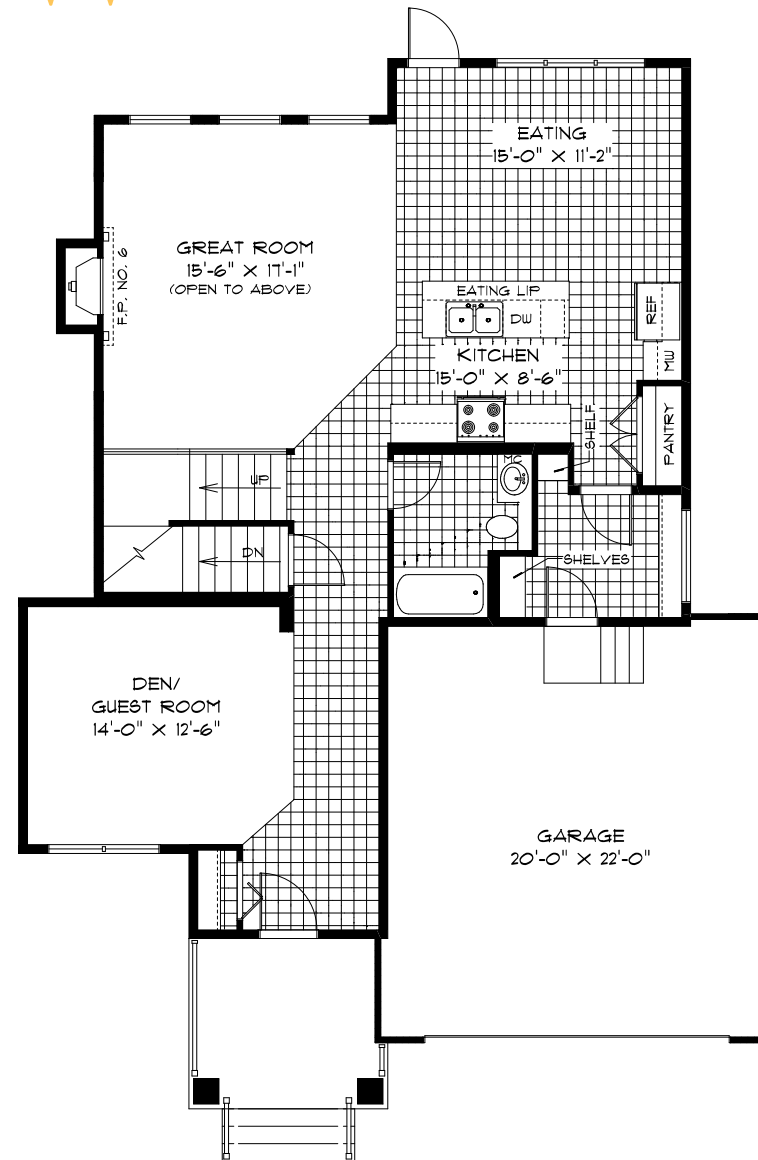 EATING
15'-0" X 11'-2"
GREAT ROOM
15'-6" X 17'-1"
(OPEN TO ABOVE)
F.P. NO. 6
EATING LIP
DW
REF
MW
KITCHEN
15'-0" X 8'-6"
SHELF
PANTRY
MC
UP
DN
SHELVES
DEN/
GUEST ROOM
14'-0" X 12'-6"
GARAGE
20'-0" X 22'-0"